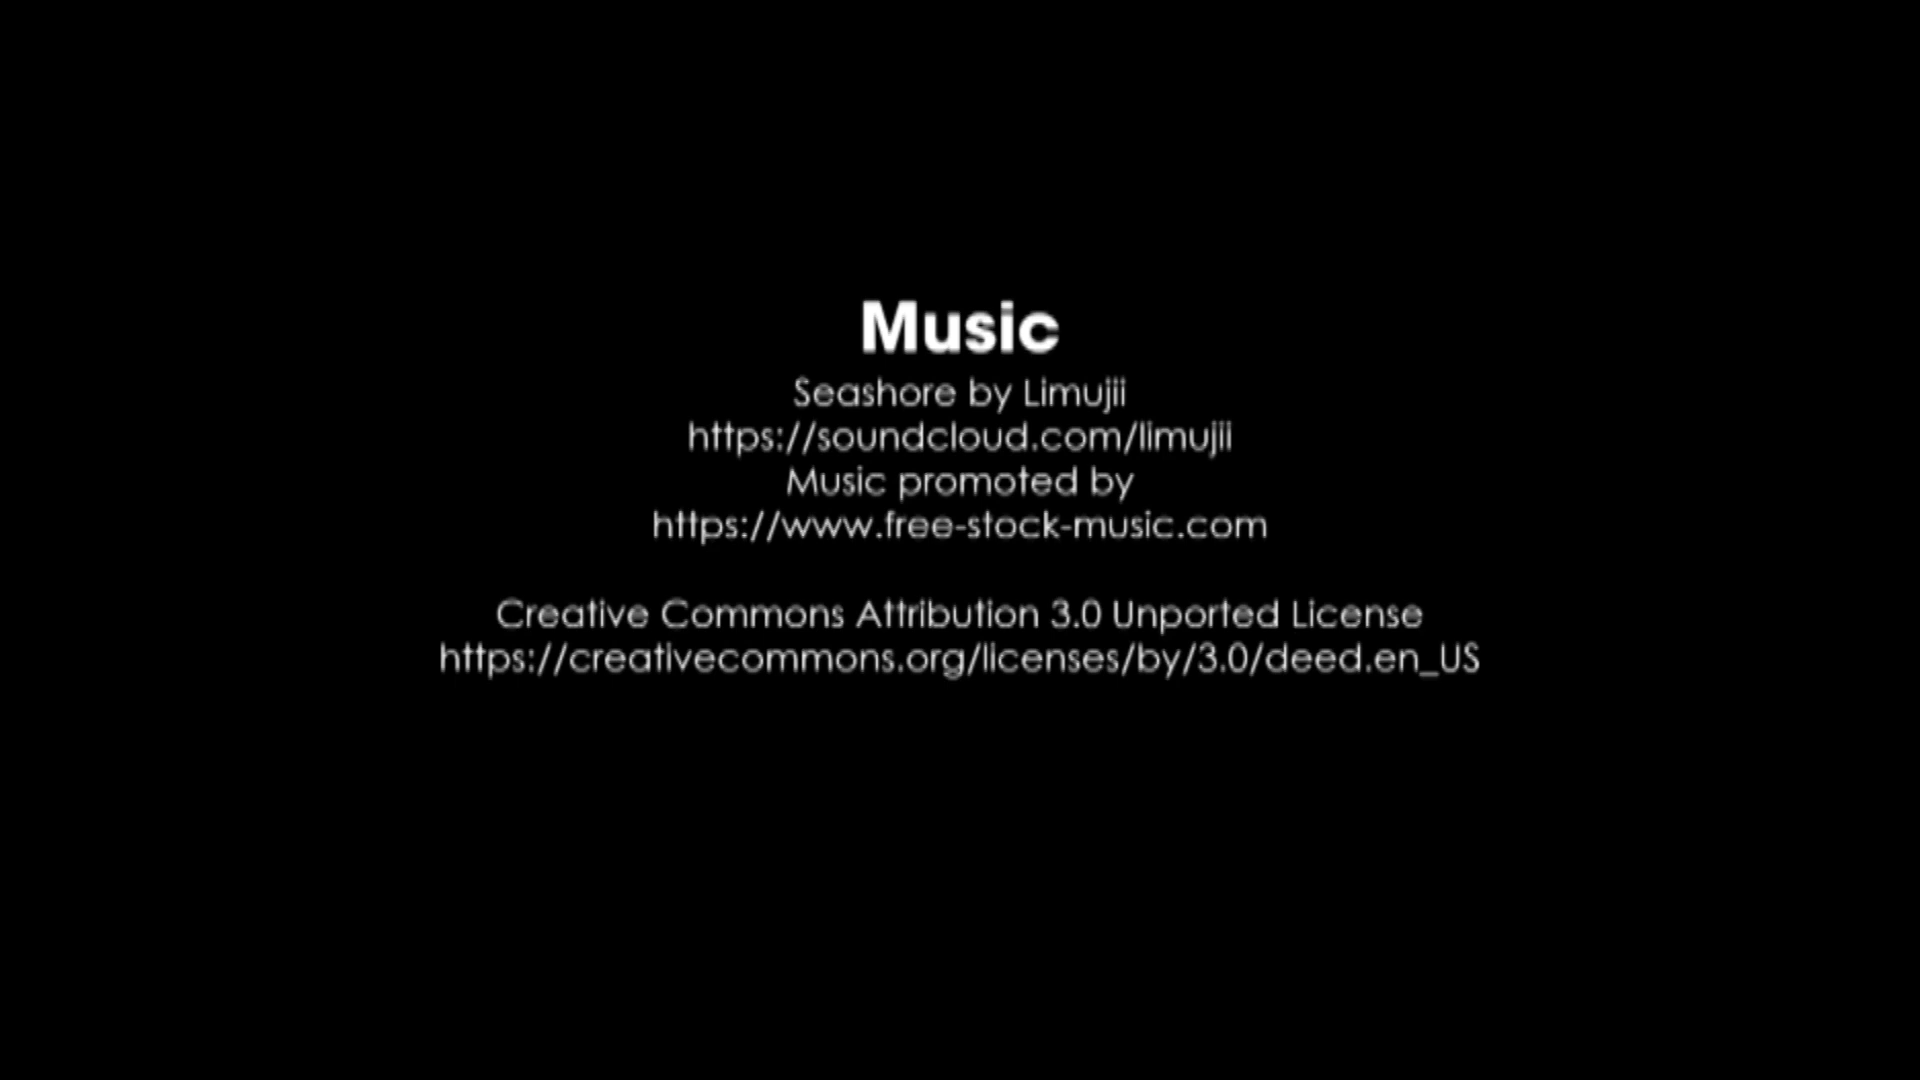 Music
Seashore by Limujii
https://soundcloud.com/limujii
Music promoted by
https://www.free-stock-music.com
Creative Commons Attribution 3.0 Unported License
https://creativecommons.org/licenses/by/3.0/deed.en_US